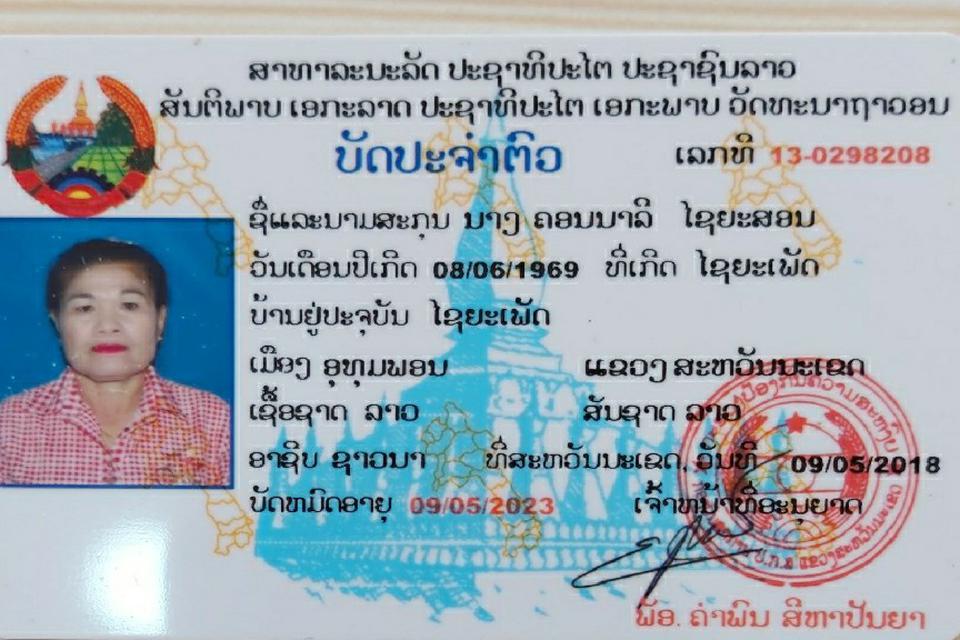 ສາທາລະນະລັດ ປະຊາທິປະໄຕ ປະຊາຊົນລາວ
ສັນຕິພາບ ເອກະລາດ ປະຊາທິປະໄຕ ເອກະພາບ ວັດທະນາຖາວອນ
ບັດປະຈຳຕົວ ເລກທີ 13-0298208
ຊື່ແລະນາມສະກຸນ ນາງ ຄອນນາລີ ໄຊຍະສອນ
ວັນເດືອນປີເກີດ 08/06/1969 ທີ່ເກີດ ໄຊຍະເພັດ
ບ້ານຢູ່ປະຈຸບັນ ໄຊຍະເພັດ
ເມືອງ ອຸທຸມພອນ ແຂວງ ສະຫວັນນະເຂດ
ເຊື້ອຊາດ ລາວ ສັນຊາດ ລາວ
ອາຊີບ ຊາວນາ ທີ່ສະຫວັນນະເຂດ, ວັນທີ 09/05/2018
ບັດຫມົດອາຍຸ 09/05/2023 ເຈົ້າຫນ້າທີ່ອະນຸຍາດ
ພັອ. ຄຳພົນ ສີຫາປັນຍາ